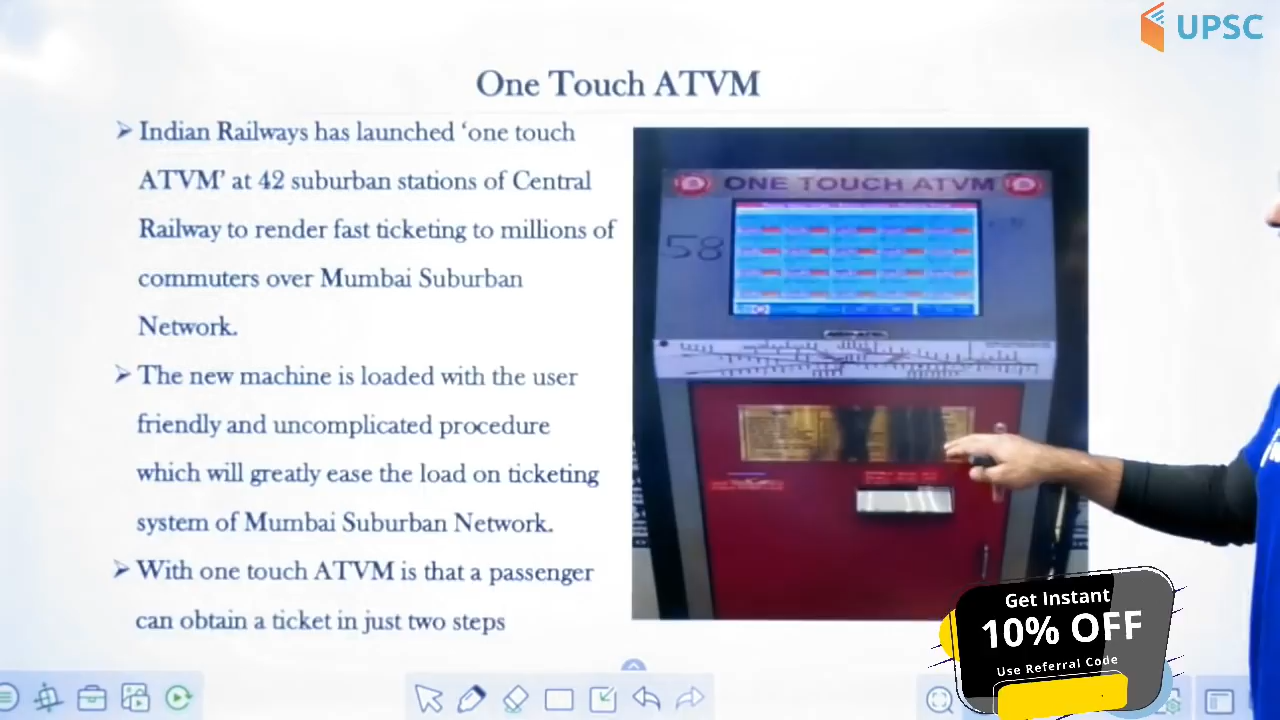 UPSC
One Touch ATVM
➢ Indian Railways has launched ‘one touch
ATVM’ at 42 suburban stations of Central
Railway to render fast ticketing to millions of
commuters over Mumbai Suburban
Network.
➢ The new machine is loaded with the user
friendly and uncomplicated procedure
which will greatly ease the load on ticketing
system of Mumbai Suburban Network.
➢ With one touch ATVM is that a passenger
can obtain a ticket in just two steps
ONE TOUCH ATVM
58
Get Instant
10% OFF
Use Referral Code